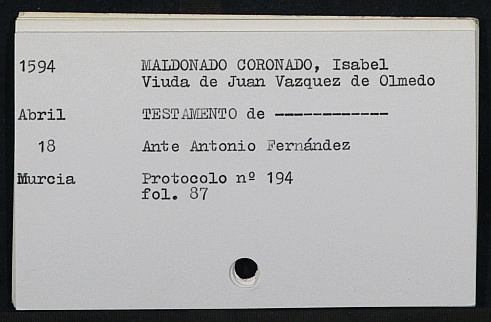 1594 MALDONADO CORONADO, Isabel
Viuda de Juan Vazquez de Olmedo
Abril TESTAMENTO de ------------
18 Ante Antonio Fernández
Murcia Protocolo nº 194
fol. 87